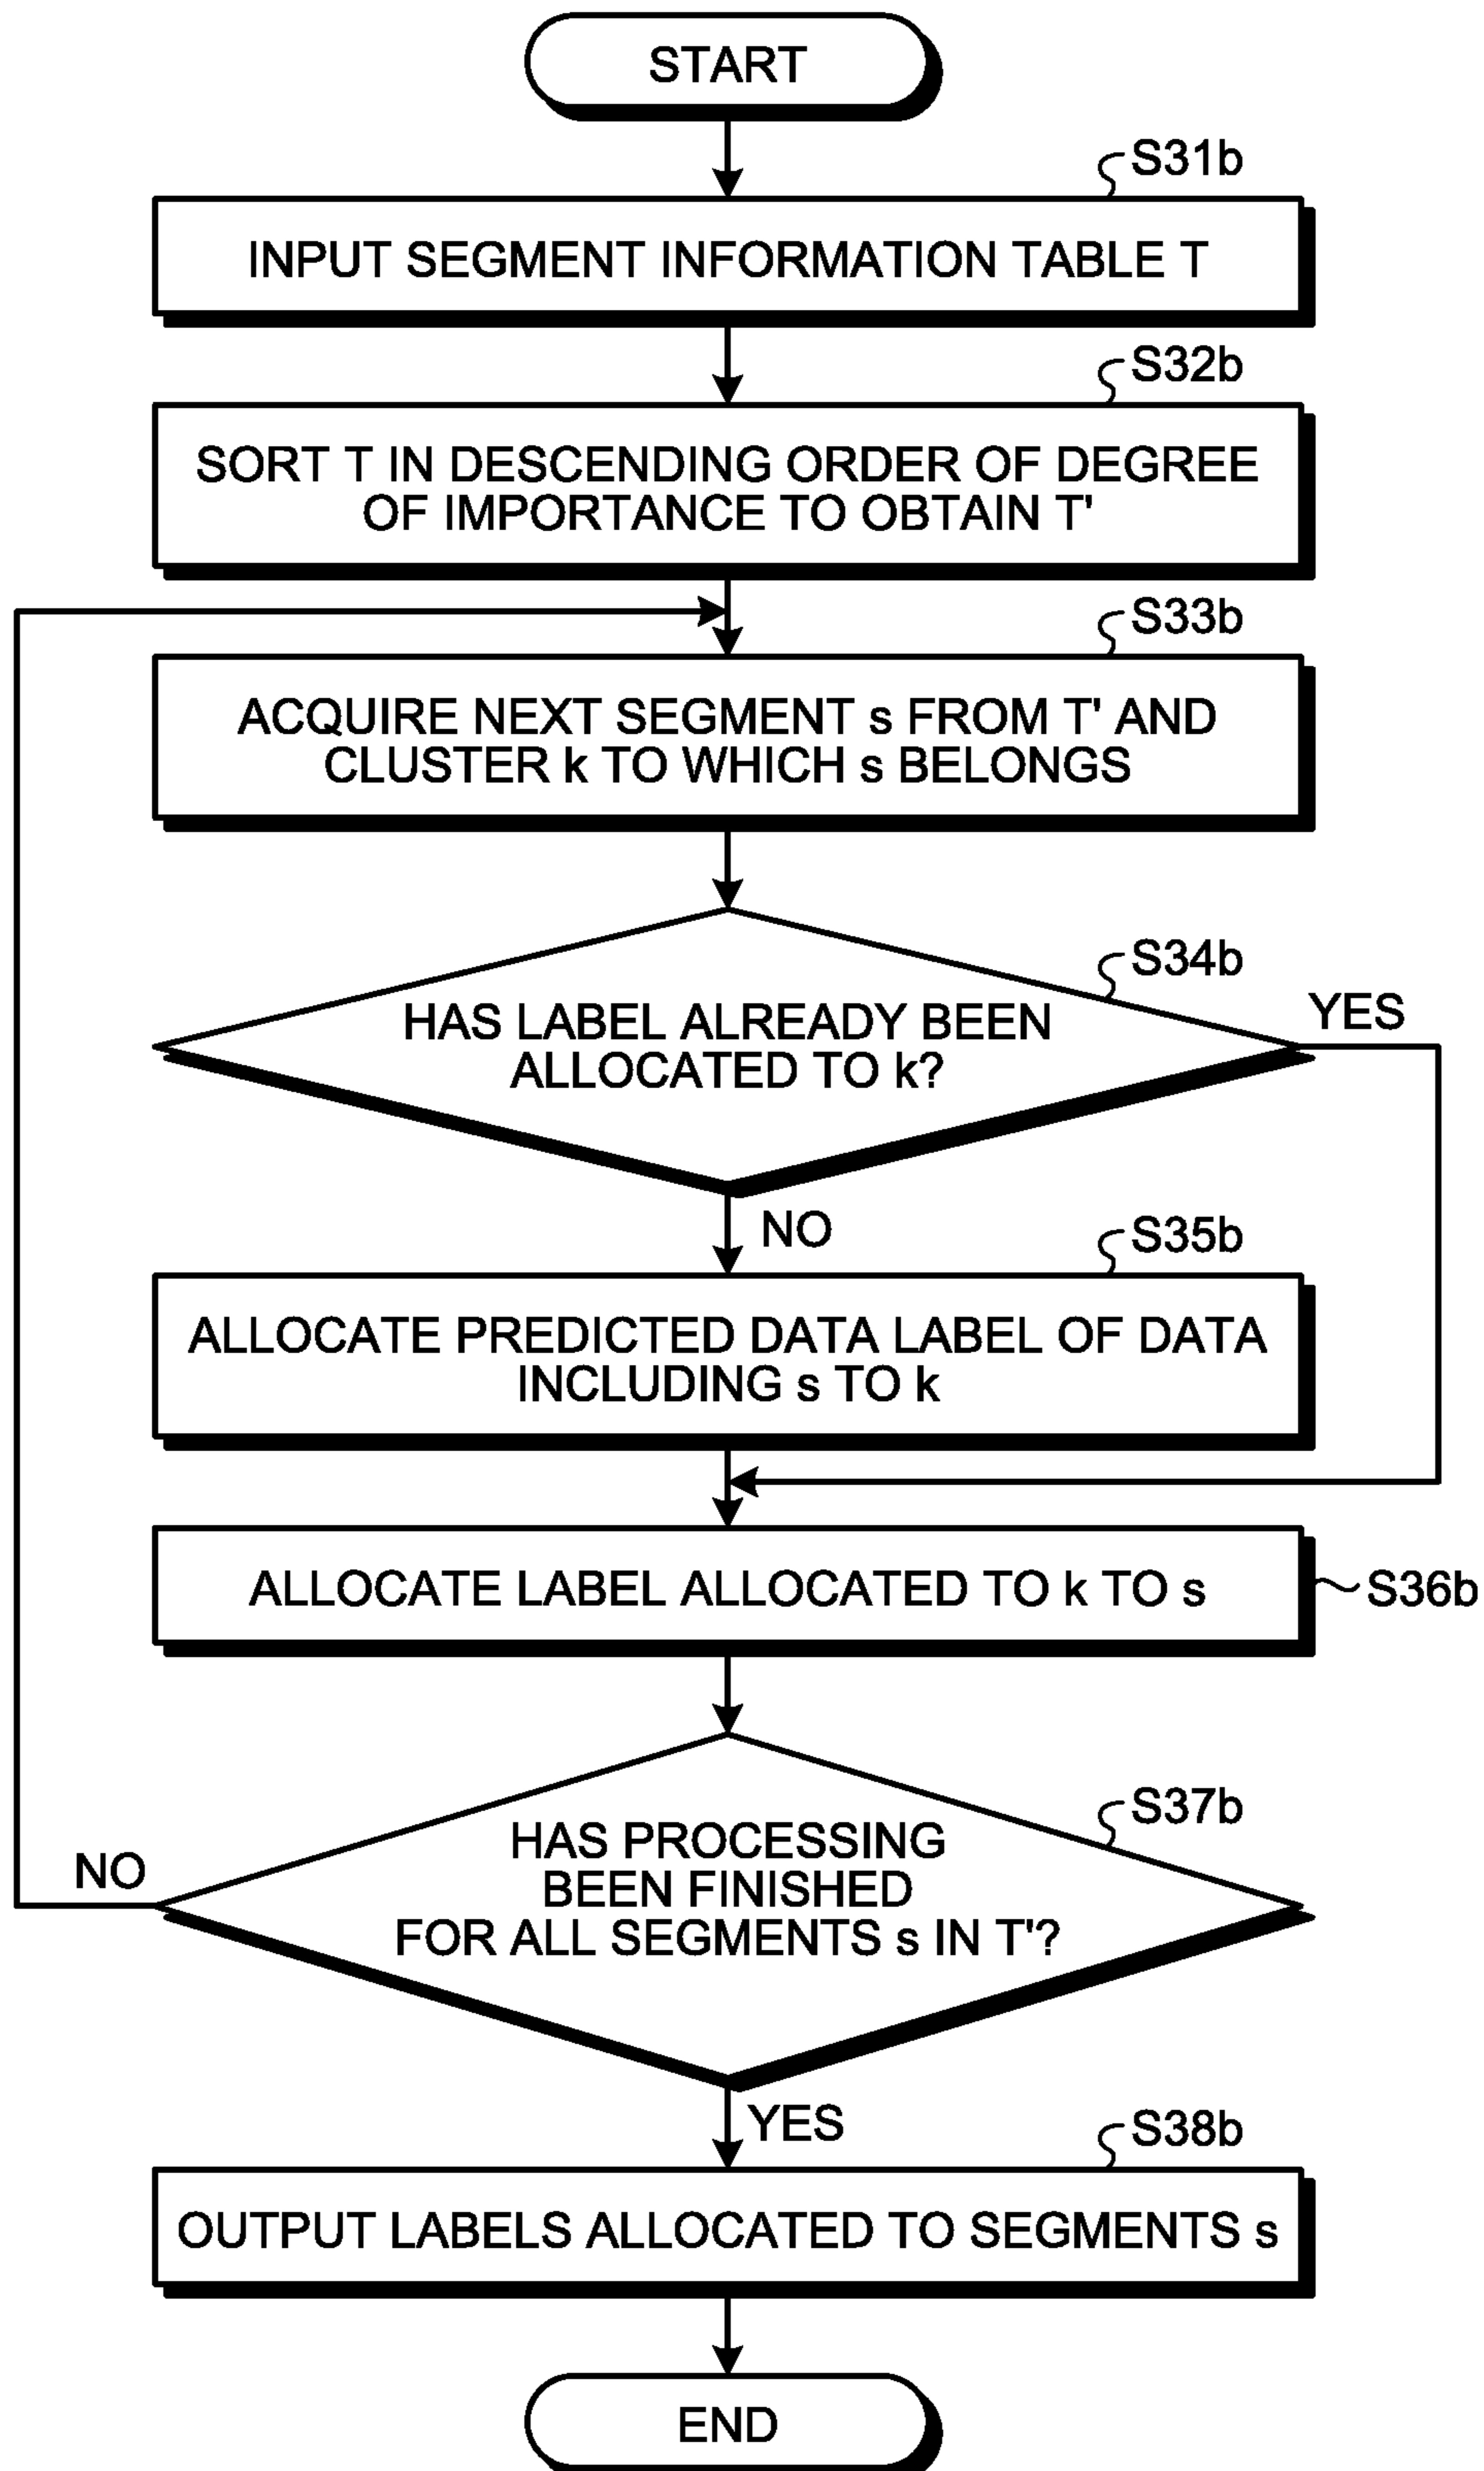 START
S31b
INPUT SEGMENT INFORMATION TABLE T
S32b
SORT T IN DESCENDING ORDER OF DEGREE
OF IMPORTANCE TO OBTAIN T'
S33b
ACQUIRE NEXT SEGMENT s FROM T' AND
CLUSTER k TO WHICH s BELONGS
S34b
HAS LABEL ALREADY BEEN
ALLOCATED TO k?
YES
NO
S35b
ALLOCATE PREDICTED DATA LABEL OF DATA
INCLUDING s TO k
ALLOCATE LABEL ALLOCATED TO k TO s
S36b
S37b
HAS PROCESSING
BEEN FINISHED
FOR ALL SEGMENTS s IN T'?
NO
YES
S38b
OUTPUT LABELS ALLOCATED TO SEGMENTS s
END